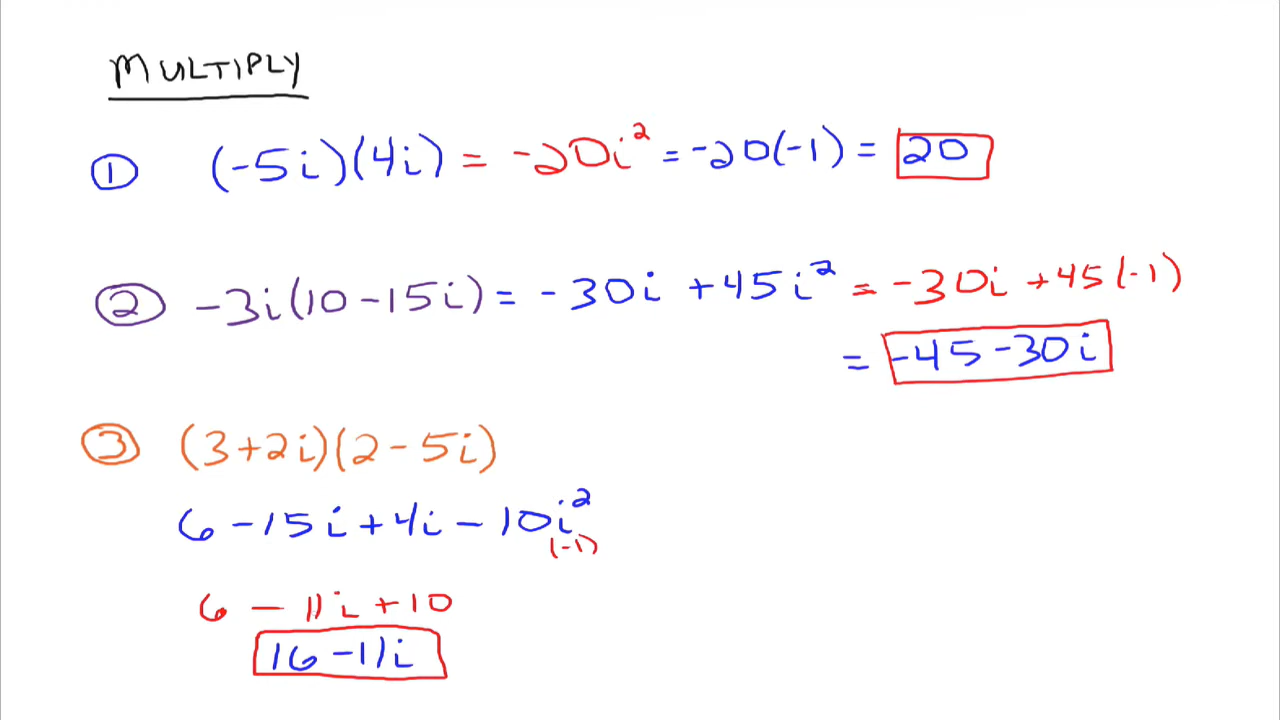 MULTIPLY
① (-5i)(4i) = -20i² = -20(-1) = 20
② -3i(10-15i) = -30i +45i² = -30i +45(-1)
= -45-30i
③ (3+2i)(2-5i)
6-15i+4i-10i²
(-1)
6-11i+10
16-11i